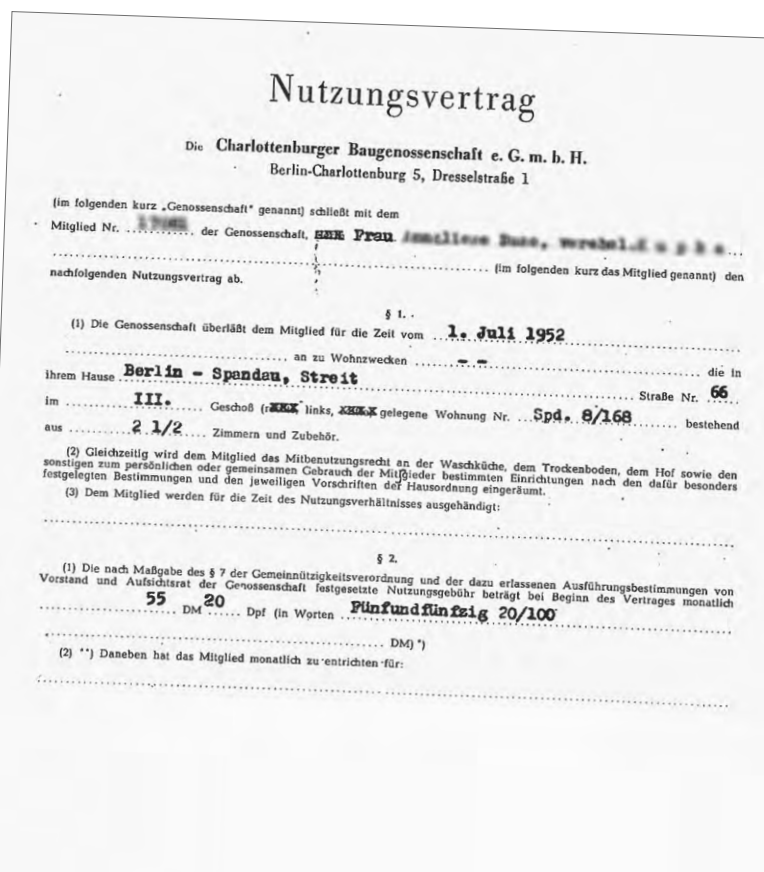 Nutzungsvertrag
Die Charlottenburger Baugenossenschaft e. G. m. b. H.
Berlin-Charlottenburg 5, Dresselstraße 1
(im folgenden kurz „Genossenschaft" genannt) schließt mit dem
Mitglied Nr. der Genossenschaft, Frau
(im folgenden kurz das Mitglied genannt) den
nachfolgenden Nutzungsvertrag ab.
§ 1.
(1) Die Genossenschaft überläßt dem Mitglied für die Zeit vom 1. Juli 1952
an zu Wohnzwecken – – die in
ihrem Hause Berlin - Spandau, Streit Straße Nr. 66
im III. Geschoß ( links, gelegene Wohnung Nr. Spd. 8/168 bestehend
aus 2 1/2 Zimmern und Zubehör.
(2) Gleichzeitig wird dem Mitglied das Mitbenutzungsrecht an der Waschküche, dem Trockenboden, dem Hof sowie den
sonstigen zum persönlichen oder gemeinsamen Gebrauch der Mitglieder bestimmten Einrichtungen nach den dafür besonders
festgelegten Bestimmungen und den jeweiligen Vorschriften der Hausordnung eingeräumt.
(3) Dem Mitglied werden für die Zeit des Nutzungsverhältnisses ausgehändigt:
§ 2.
(1) Die nach Maßgabe des § 7 der Gemeinnützigkeitsverordnung und der dazu erlassenen Ausführungsbestimmungen von
Vorstand und Aufsichtsrat der Genossenschaft festgesetzte Nutzungsgebühr beträgt bei Beginn des Vertrages monatlich
55 DM 20 Dpf (in Worten Fünfundfünfzig 20/100
DM) *)
(2) **) Daneben hat das Mitglied monatlich zu entrichten für: